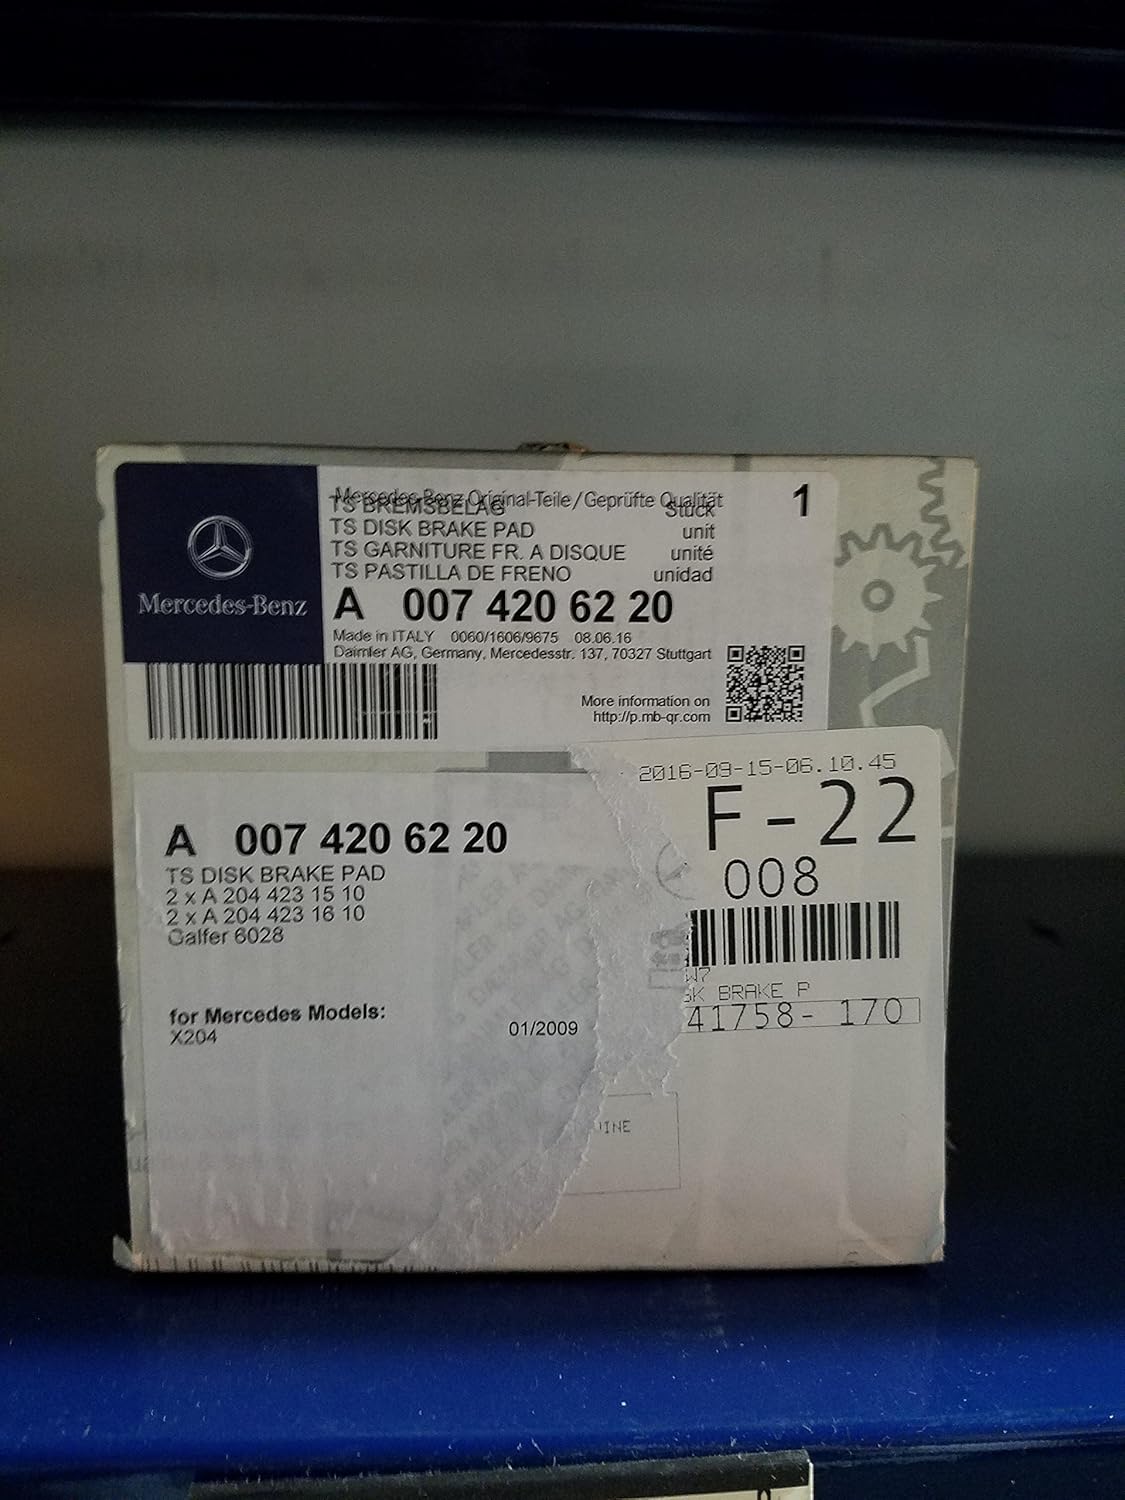 Mercedes-Benz Original-Teile/Geprüfte Qualität
TS BREMSBELAG Stück 1
TS DISK BRAKE PAD unit
TS GARNITURE FR. A DISQUE unité
TS PASTILLA DE FRENO unidad
Mercedes-Benz
A 007 420 62 20
Made in ITALY 0060/1606/9675 08.06.16
Daimler AG, Germany, Mercedesstr. 137, 70327 Stuttgart
More information on
http://p.mb-qr.com
2016-09-15-06.10.45
F-22
008
W7
SK BRAKE P
41758- 170
INE
A 007 420 62 20
TS DISK BRAKE PAD
2 x A 204 423 15 10
2 x A 204 423 16 10
Galfer 6028
for Mercedes Models:
X204 01/2009